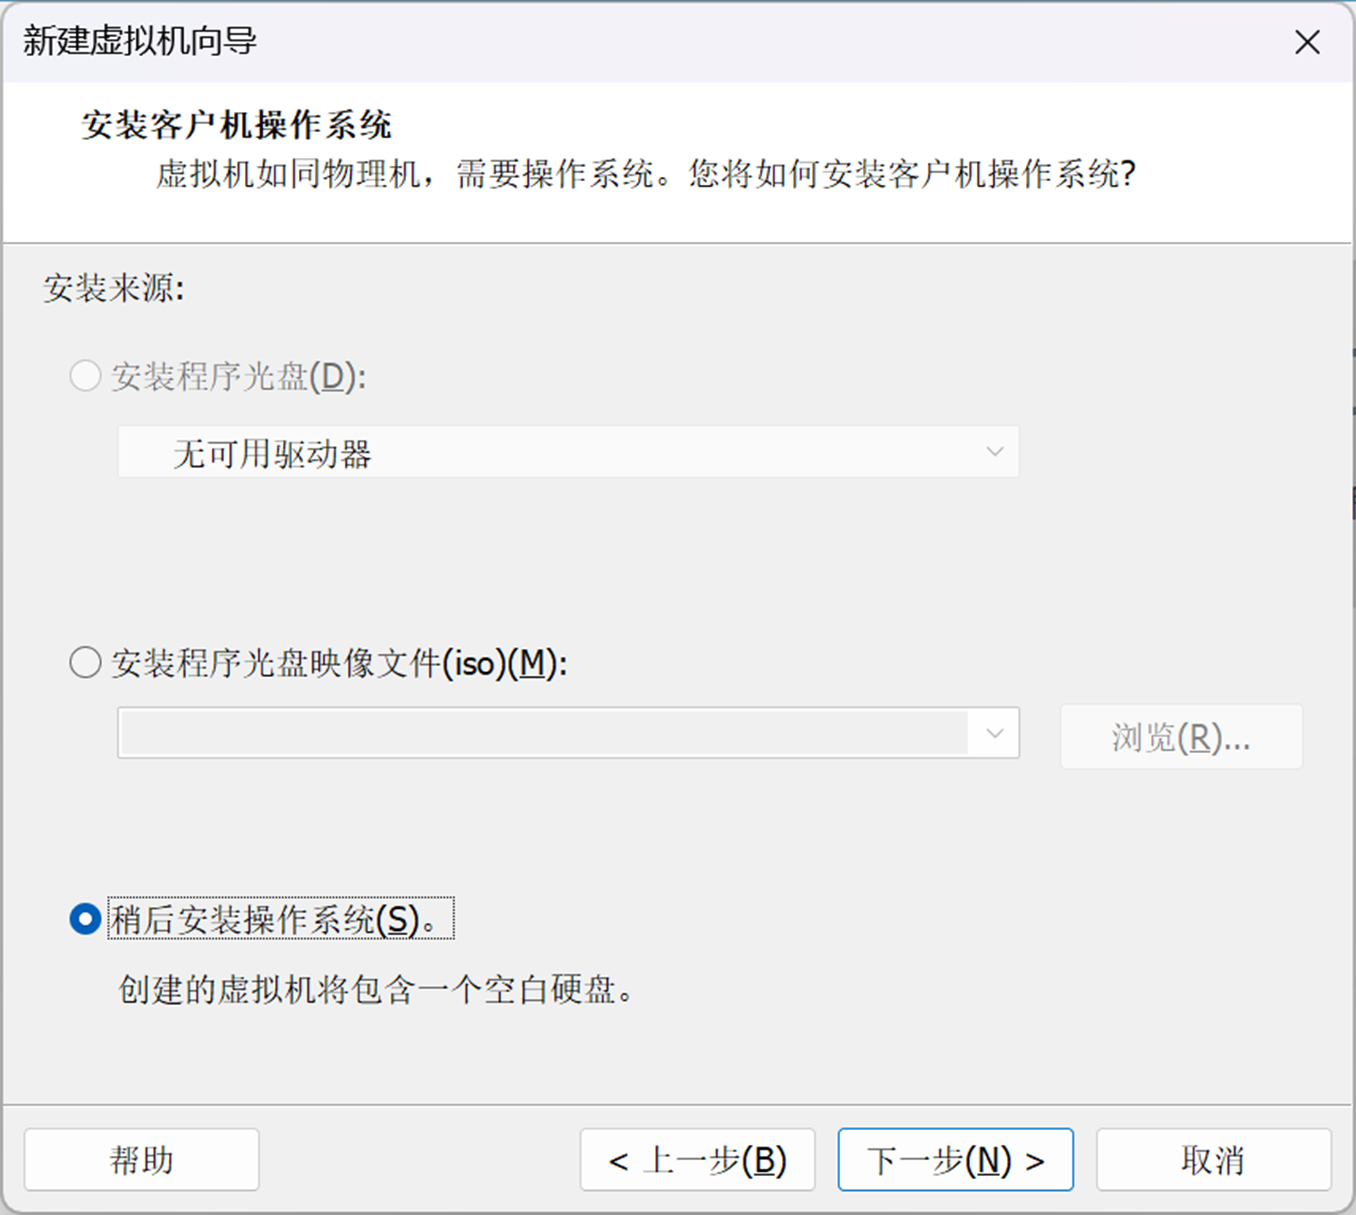 新建虚拟机向导
安装客户机操作系统
虚拟机如同物理机，需要操作系统。您将如何安装客户机操作系统?
安装来源:
安装程序光盘(D):
无可用驱动器
安装程序光盘映像文件(iso)(M):
浏览(R)...
稍后安装操作系统(S)。
创建的虚拟机将包含一个空白硬盘。
帮助
< 上一步(B)
下一步(N) >
取消